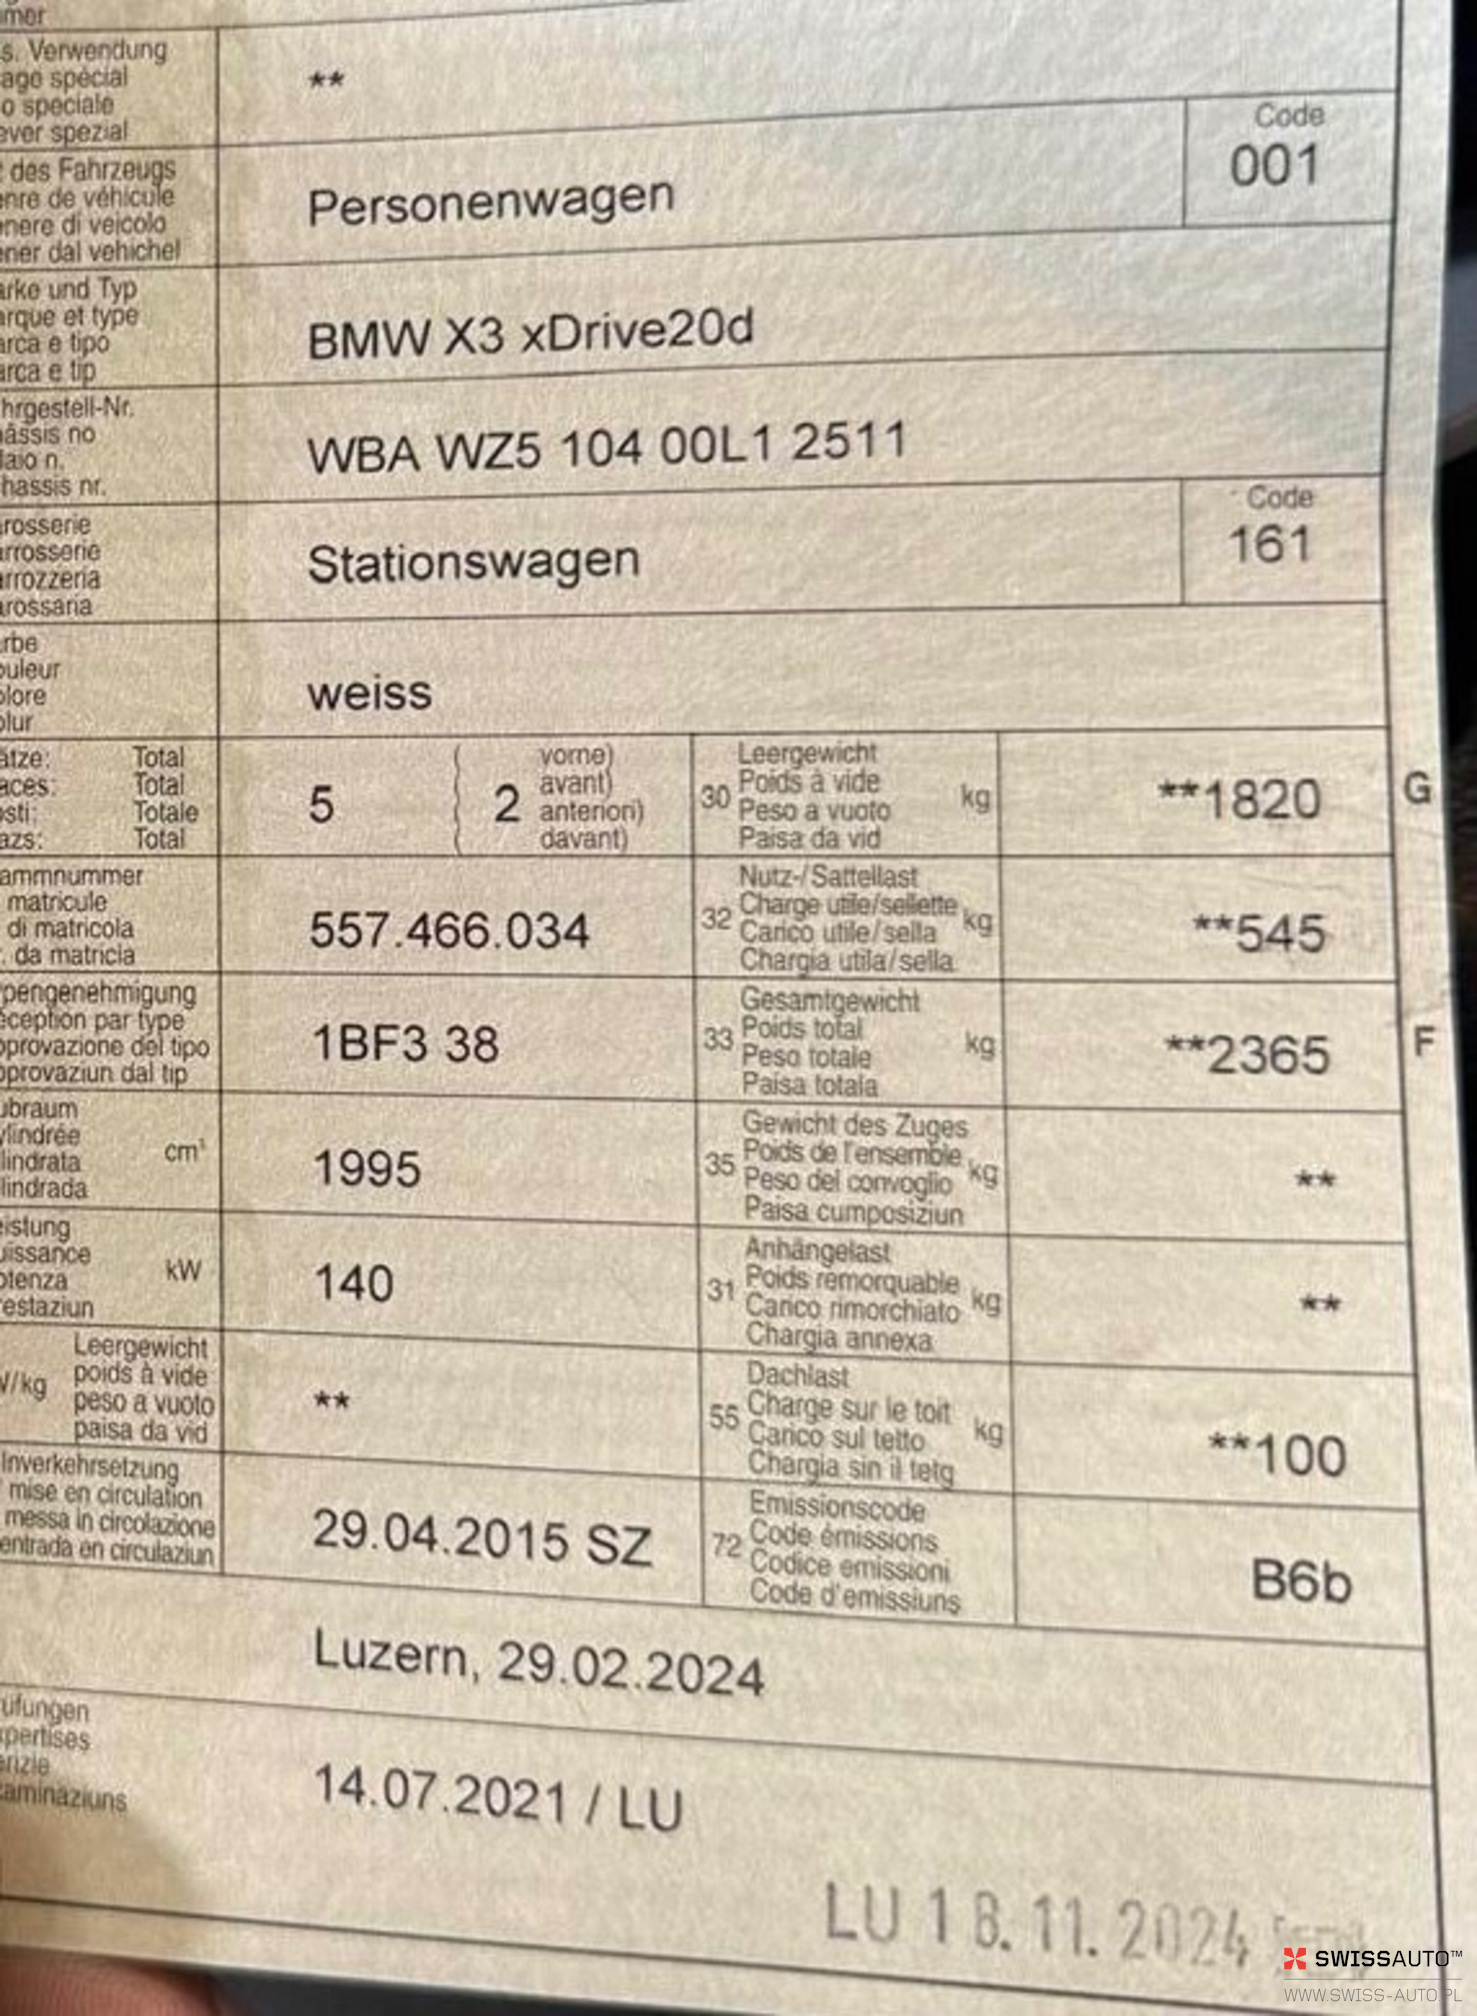 mer
s. Verwendung
age spécial
o speciale
ever spezial
**
des Fahrzeugs
nre de véhicule
nere di veicolo
ner dal vehichel
Personenwagen
Code
001
arke und Typ
arque et type
arca e tipo
arca e tip
BMW X3 xDrive20d
hrgestell-Nr.
hâssis no
laio n.
hassis nr.
WBA WZ5 104 00L1 2511
rosserie
rrosserie
rrozzeria
rossaria
Stationswagen
Code
161
rbe
ouleur
olore
olur
weiss
ätze: Total
aces: Total
sti: Totale
azs: Total
5 ( 2
vorne)
avant)
anteriori)
davant)
30
Leergewicht
Poids à vide
Peso a vuoto
Paisa da vid
kg
**1820
G
ammnummer
matricule
di matricola
. da matricla
557.466.034
32
Nutz-/Sattellast
Charge utile/sellette
Carico utile/sella
Chargia utila/sella
kg
**545
pengenehmigung
éception par type
pprovazione del tipo
pprovaziun dal tip
1BF3 38
33
Gesamtgewicht
Poids total
Peso totale
Paisa totala
kg
**2365
F
ubraum
ylindrée
lindrata
lindrada
cm³
1995
35
Gewicht des Zuges
Poids de l'ensemble
Peso del convoglio
Paisa cumposiziun
kg
**
eistung
uissance
otenza
restaziun
kW
140
31
Anhängelast
Poids remorquable
Carico rimorchiato
Chargia annexa
kg
**
/kg
Leergewicht
poids à vide
peso a vuoto
paisa da vid
**
55
Dachlast
Charge sur le toit
Carico sul tetto
Chargia sin il tetg
kg
**100
Inverkehrsetzung
mise en circulation
messa in circolazione
entrada en circulaziun
29.04.2015 SZ
72
Emissionscode
Code émissions
Codice emissioni
Code d'emissiuns
B6b
Luzern, 29.02.2024
üfungen
xpertises
erizie
xaminaziuns
14.07.2021 / LU
LU 18.11.2024
SWISSAUTO™
WWW.SWISS-AUTO.PL